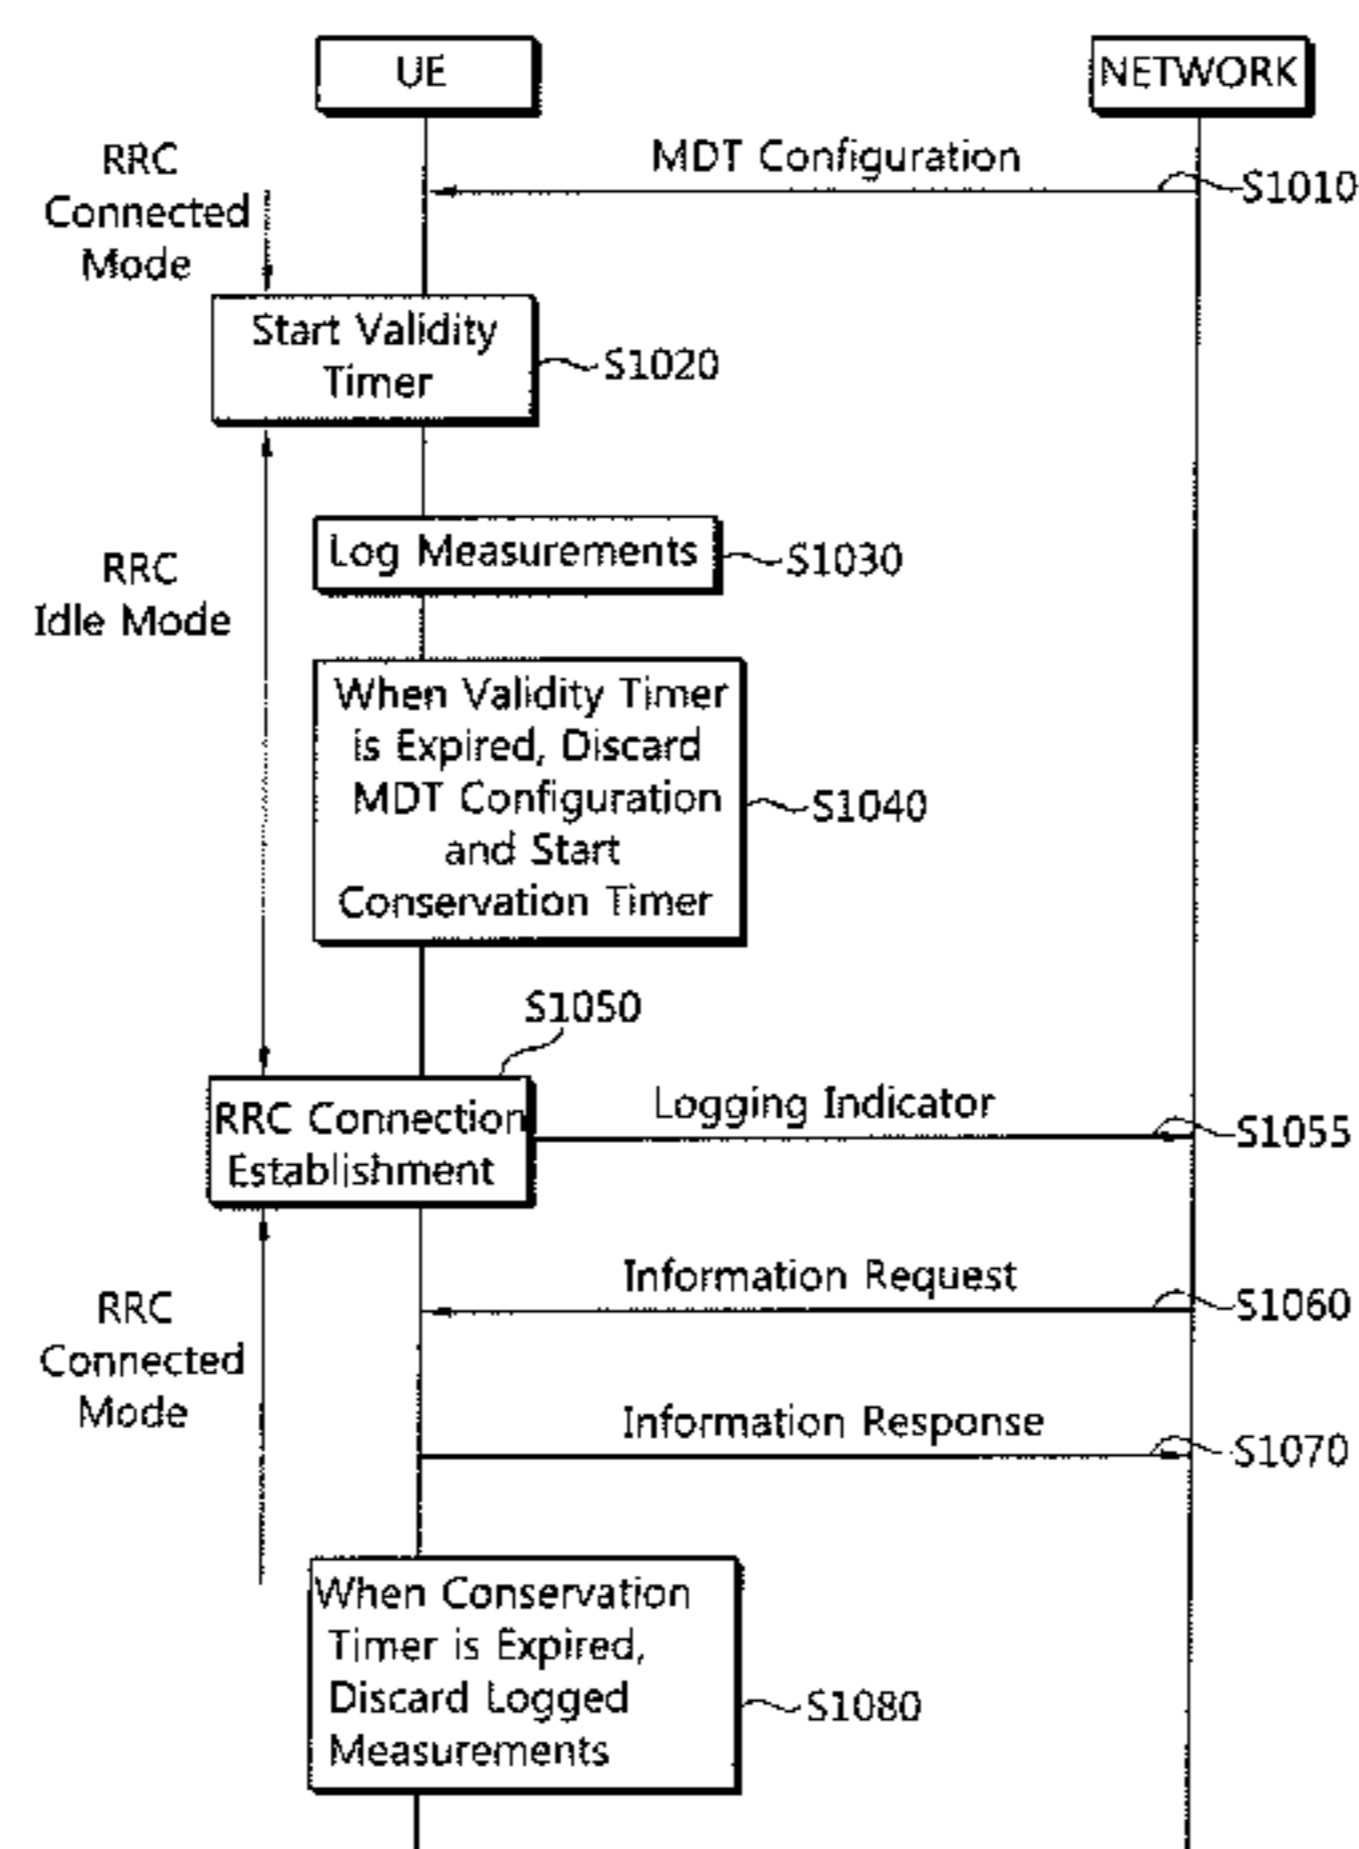 UE
NETWORK
RRC
Connected
Mode
MDT Configuration
S1010
Start Validity
Timer
S1020
Log Measurements
S1030
RRC
Idle Mode
When Validity Timer
is Expired, Discard
MDT Configuration
and Start
Conservation Timer
S1040
S1050
RRC Connection
Establishment
Logging Indicator
S1055
Information Request
S1060
RRC
Connected
Mode
Information Response
S1070
When Conservation
Timer is Expired,
Discard Logged
Measurements
S1080